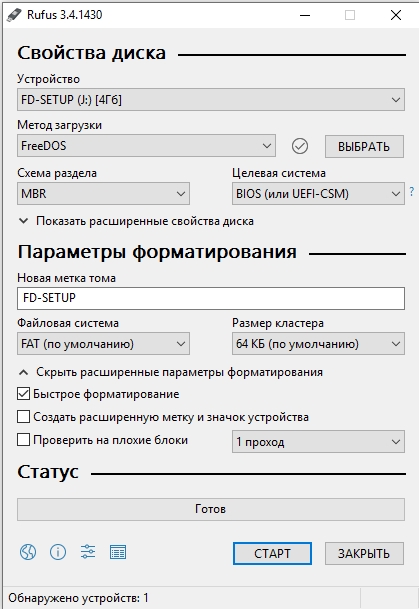 Rufus 3.4.1430
Свойства диска
Устройство
FD-SETUP (J:) [4Гб]
Метод загрузки
FreeDOS
ВЫБРАТЬ
Схема раздела
Целевая система
MBR
BIOS (или UEFI-CSM)
?
Показать расширенные свойства диска
Параметры форматирования
Новая метка тома
FD-SETUP
Файловая система
Размер кластера
FAT (по умолчанию)
64 КБ (по умолчанию)
Скрыть расширенные параметры форматирования
Быстрое форматирование
Создать расширенную метку и значок устройства
Проверить на плохие блоки
1 проход
Статус
Готов
СТАРТ
ЗАКРЫТЬ
Обнаружено устройств: 1